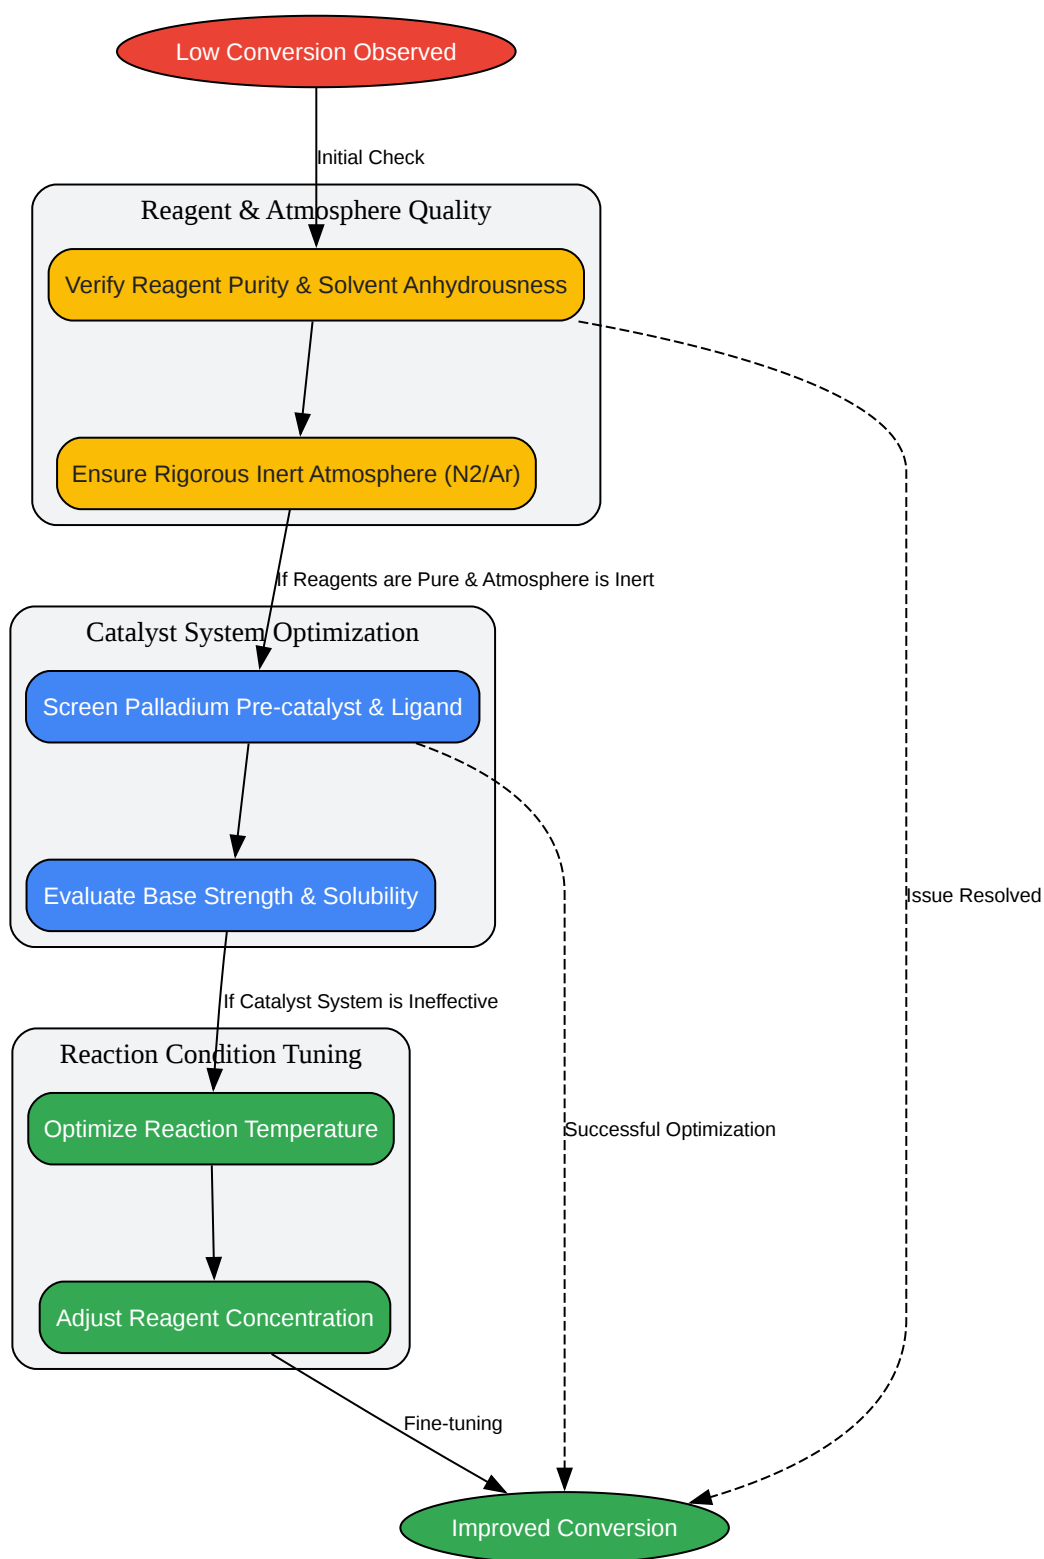 Low Conversion Observed
Initial Check
Reagent & Atmosphere Quality
Verify Reagent Purity & Solvent Anhydrousness
Ensure Rigorous Inert Atmosphere (N2/Ar)
If Reagents are Pure & Atmosphere is Inert
Catalyst System Optimization
Screen Palladium Pre-catalyst & Ligand
Evaluate Base Strength & Solubility
Issue Resolved
If Catalyst System is Ineffective
Reaction Condition Tuning
Optimize Reaction Temperature
Successful Optimization
Adjust Reagent Concentration
Fine-tuning
Improved Conversion